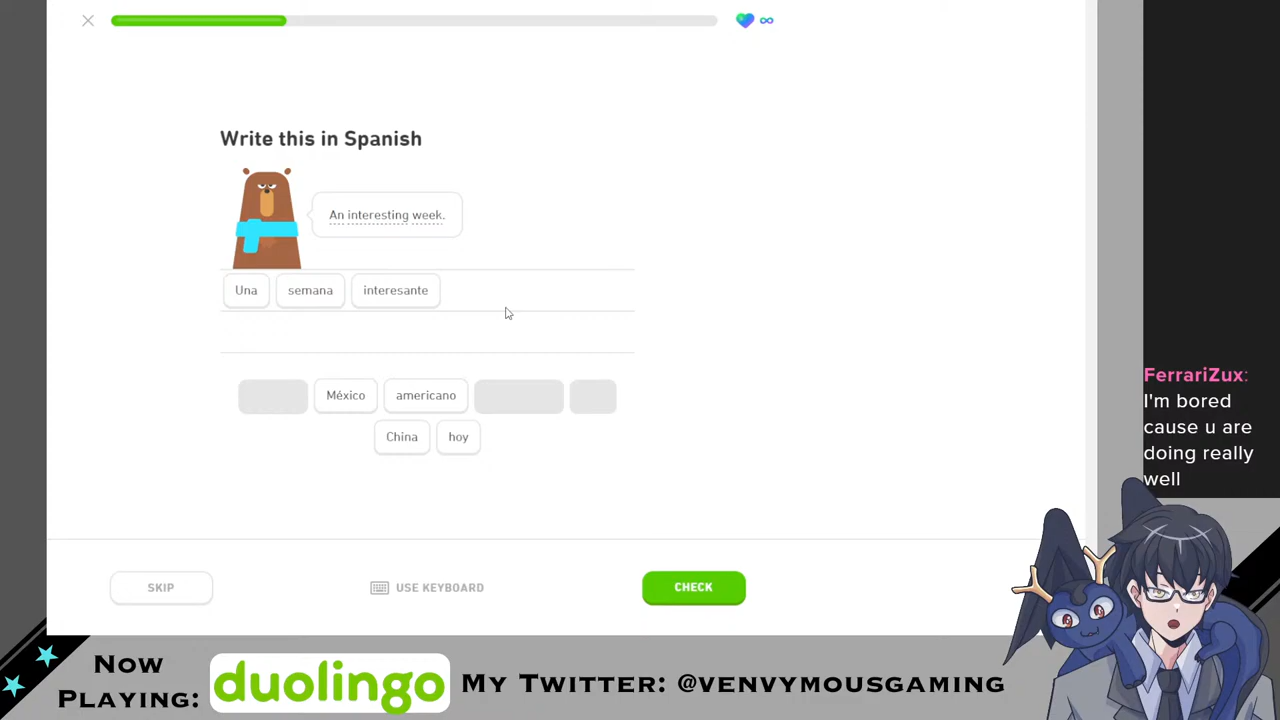 ∞
Write this in Spanish
An interesting week.
Una semana interesante
México americano
China hoy
SKIP USE KEYBOARD CHECK
FerrariZux:
I'm bored
cause u are
doing really
well
Now
Playing:
duolingo
My Twitter: @venvymousgaming